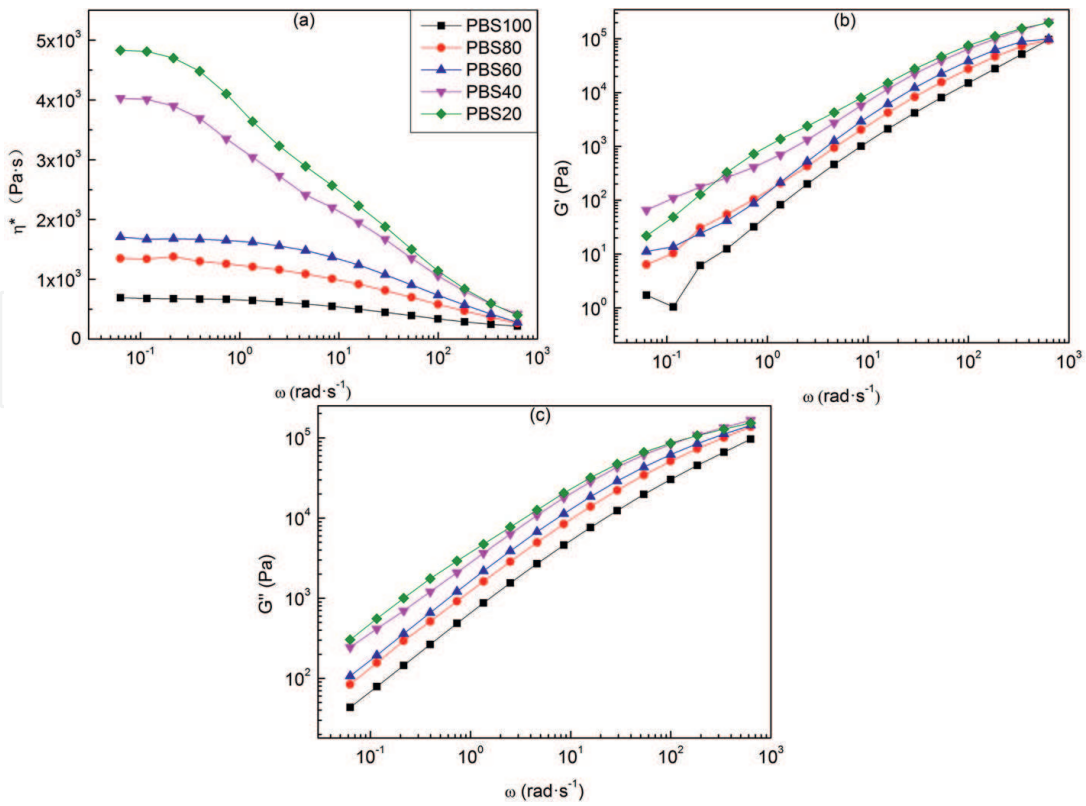 (a)
PBS100
PBS80
PBS60
PBS40
PBS20
η* (Pa·s)
5x10³
4x10³
3x10³
2x10³
1x10³
0
10⁻¹ 10⁰ 10¹ 10² 10³
ω (rad·s⁻¹)
(b)
G' (Pa)
10⁵
10⁴
10³
10²
10¹
10⁰
10⁻¹ 10⁰ 10¹ 10² 10³
ω (rad·s⁻¹)
(c)
G'' (Pa)
10⁵
10⁴
10³
10²
10⁻¹ 10⁰ 10¹ 10² 10³
ω (rad·s⁻¹)